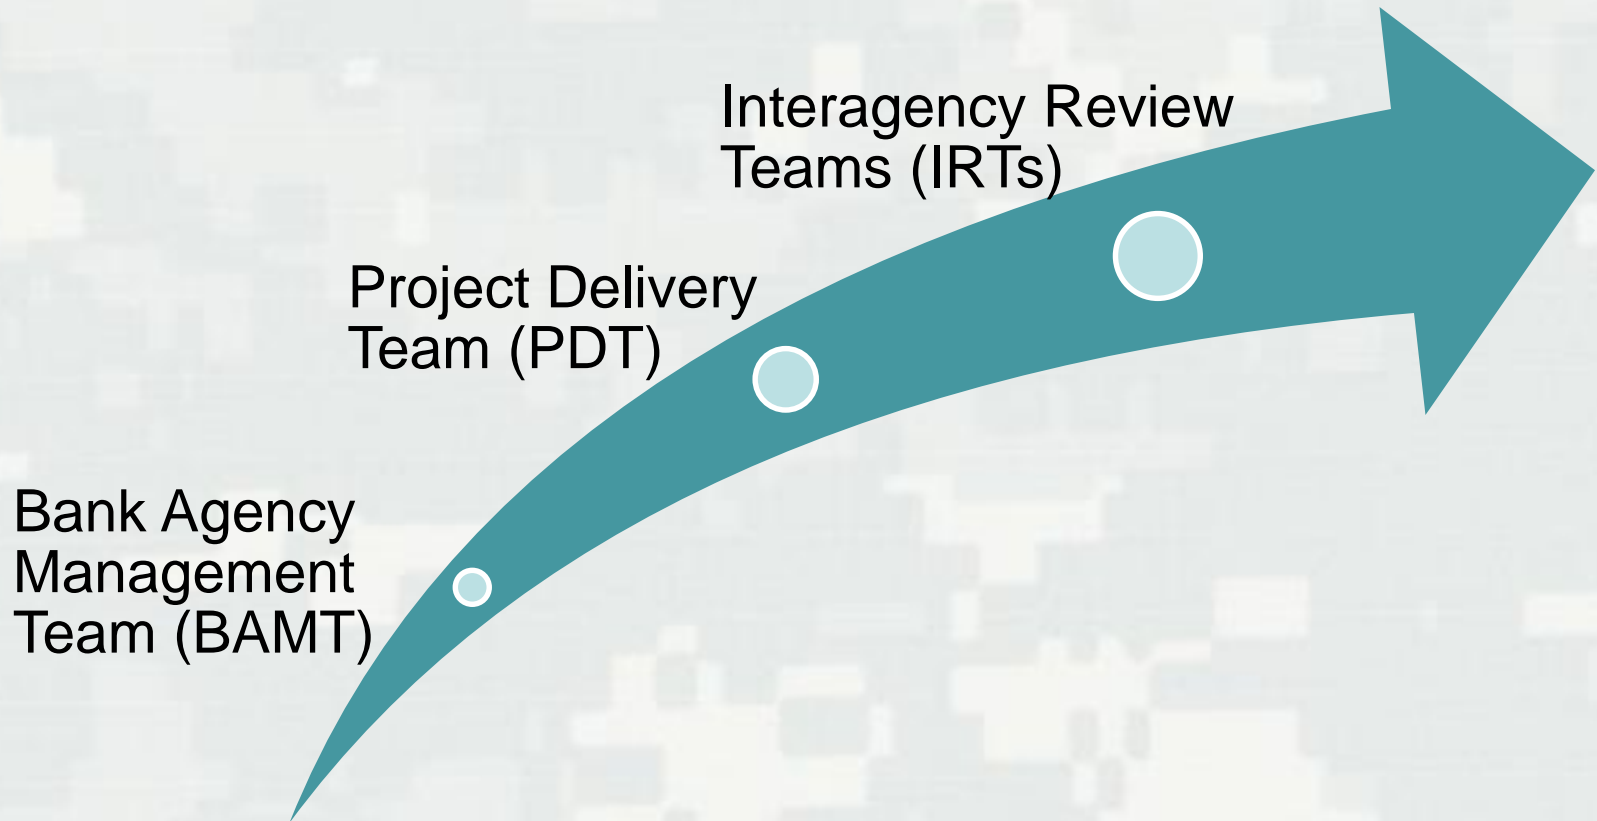 Interagency Review
Teams (IRTs)
Project Delivery
Team (PDT)
Bank Agency
Management
Team (BAMT)